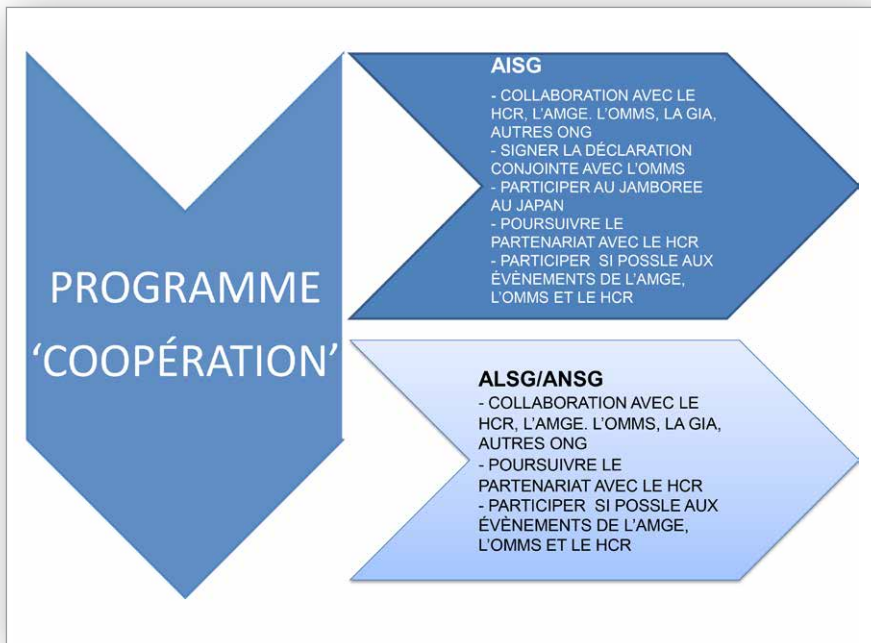 PROGRAMME
‘COOPÉRATION’
AISG
- COLLABORATION AVEC LE
HCR, L’AMGE. L’OMMS, LA GIA,
AUTRES ONG
- SIGNER LA DÉCLARATION
CONJOINTE AVEC L’OMMS
- PARTICIPER AU JAMBOREE
AU JAPAN
- POURSUIVRE LE
PARTENARIAT AVEC LE HCR
- PARTICIPER SI POSSLE AUX
ÉVÈNEMENTS DE L’AMGE,
L’OMMS ET LE HCR
ALSG/ANSG
- COLLABORATION AVEC LE
HCR, L’AMGE. L’OMMS, LA GIA,
AUTRES ONG
- POURSUIVRE LE
PARTENARIAT AVEC LE HCR
- PARTICIPER SI POSSLE AUX
ÉVÈNEMENTS DE L’AMGE,
L’OMMS ET LE HCR